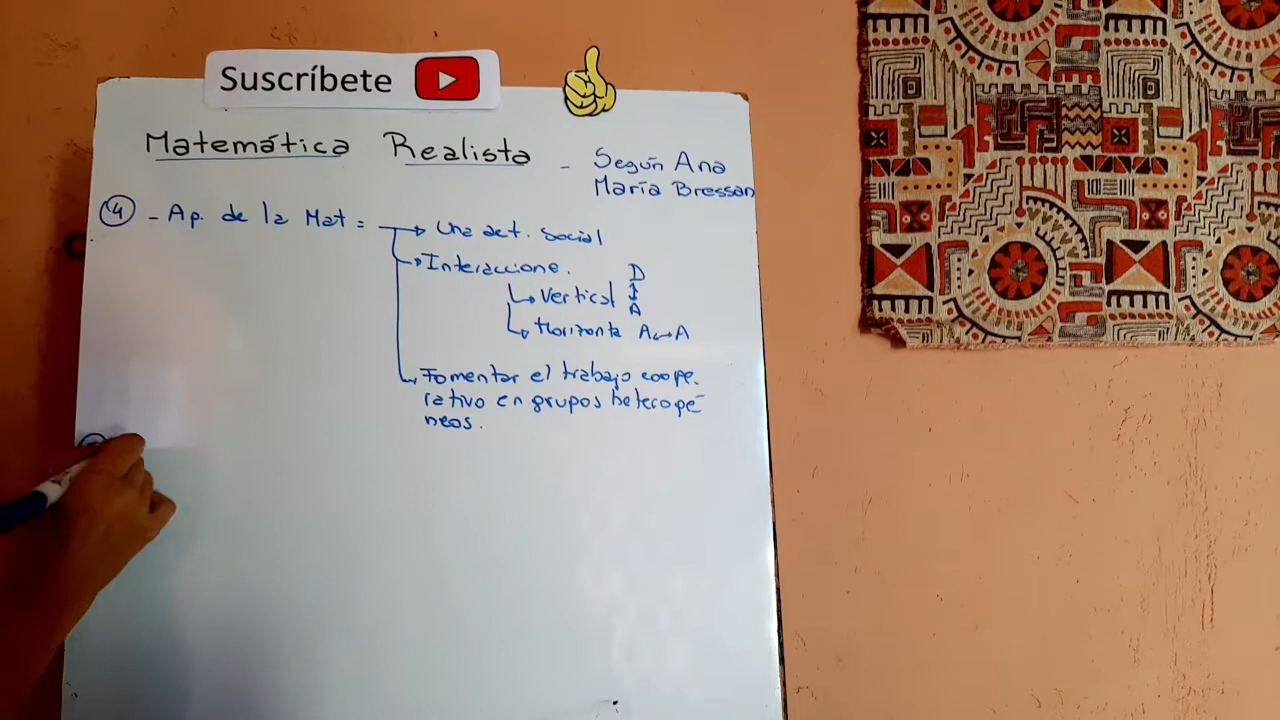 Suscríbete
Matemática Realista - Según Ana
María Bressan
4 - Ap. de la Mat = Una act. Social
Interaccione.
Vertical D A
Horizonta A A
Fomentar el trabajo coope.
rativo en grupos heterogé
neos.